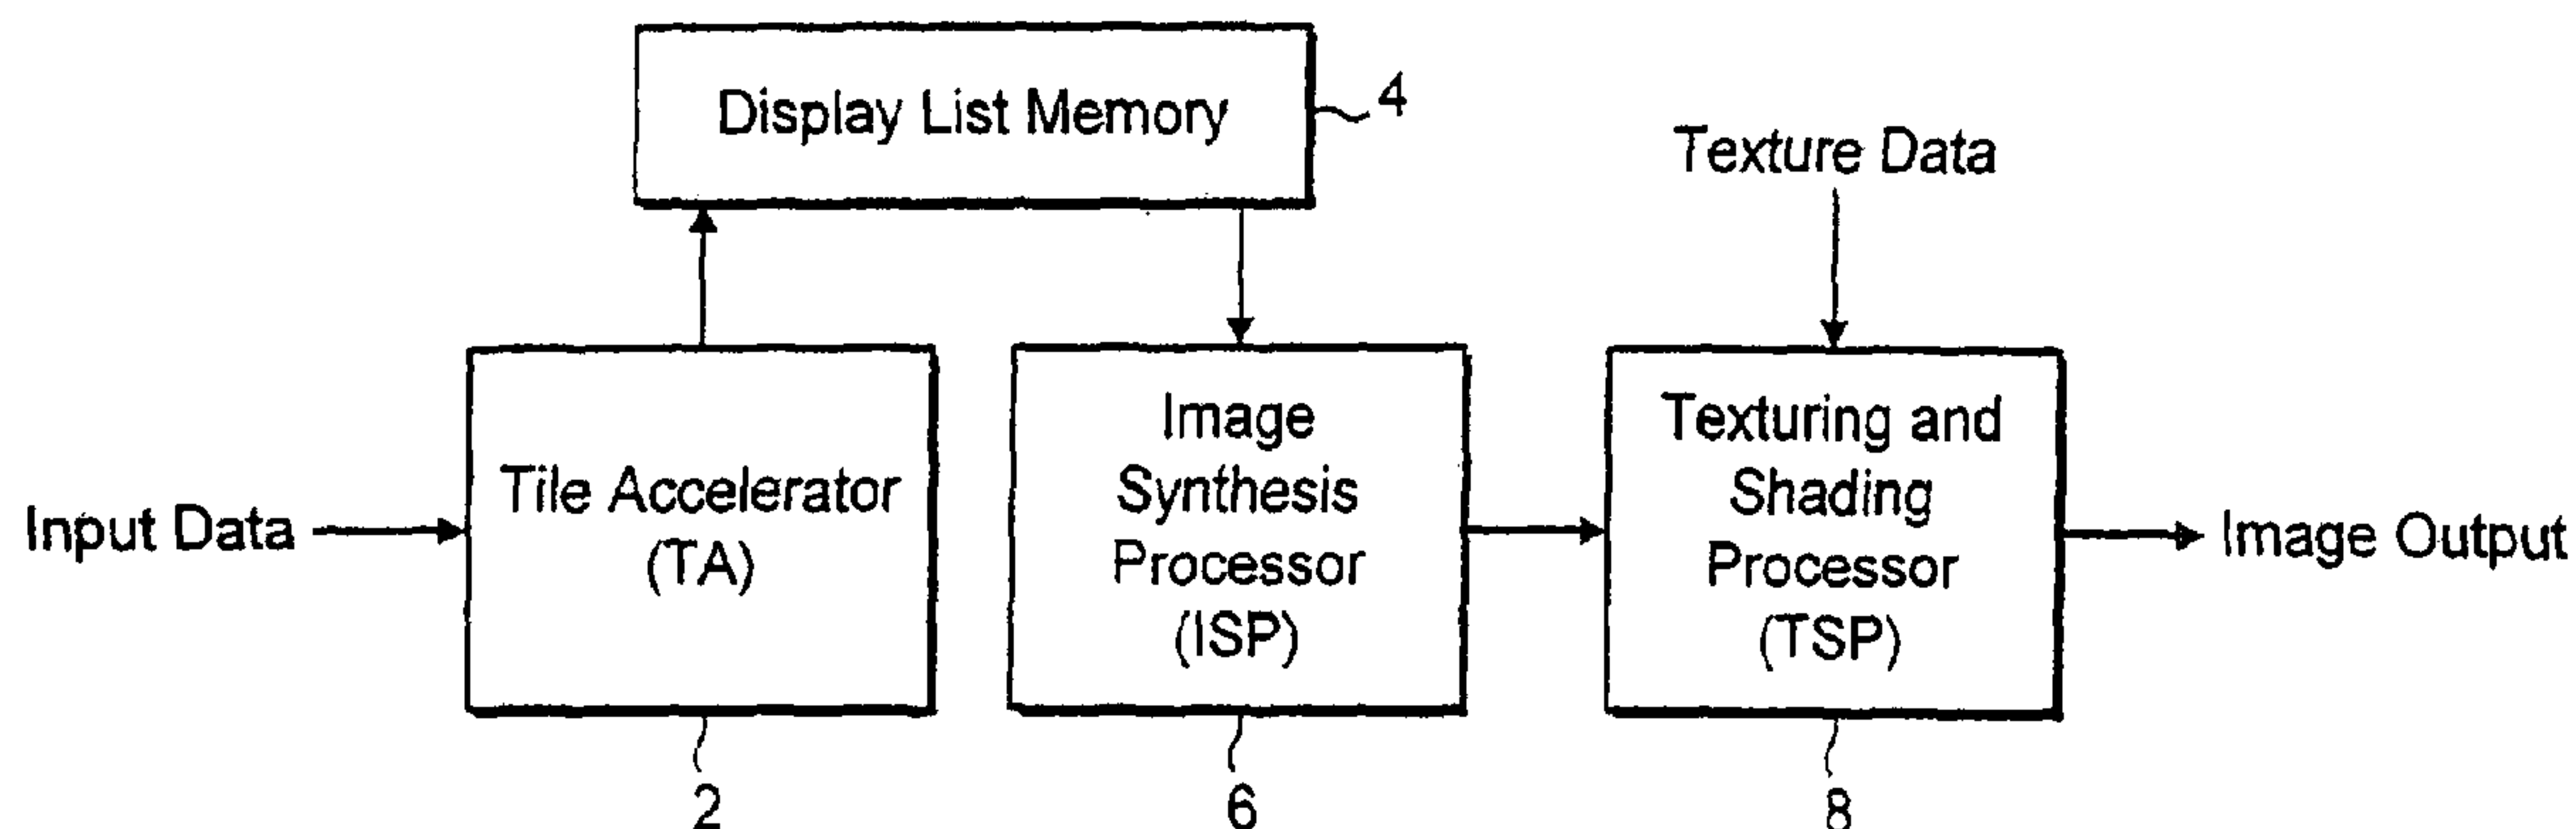 Display List Memory
4
Texture Data
Input Data
Tile Accelerator
(TA)
2
Image
Synthesis
Processor
(ISP)
6
Texturing and
Shading
Processor
(TSP)
8
Image Output